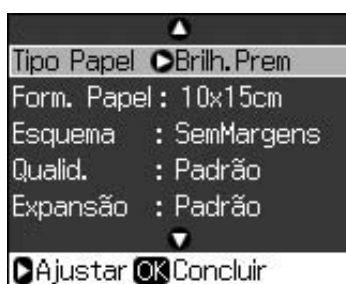 Tipo Papel Brilh.Prem
Form. Papel: 10x15cm
Esquema : SemMargens
Qualid. : Padrão
Expansão : Padrão
Ajustar OK Concluir